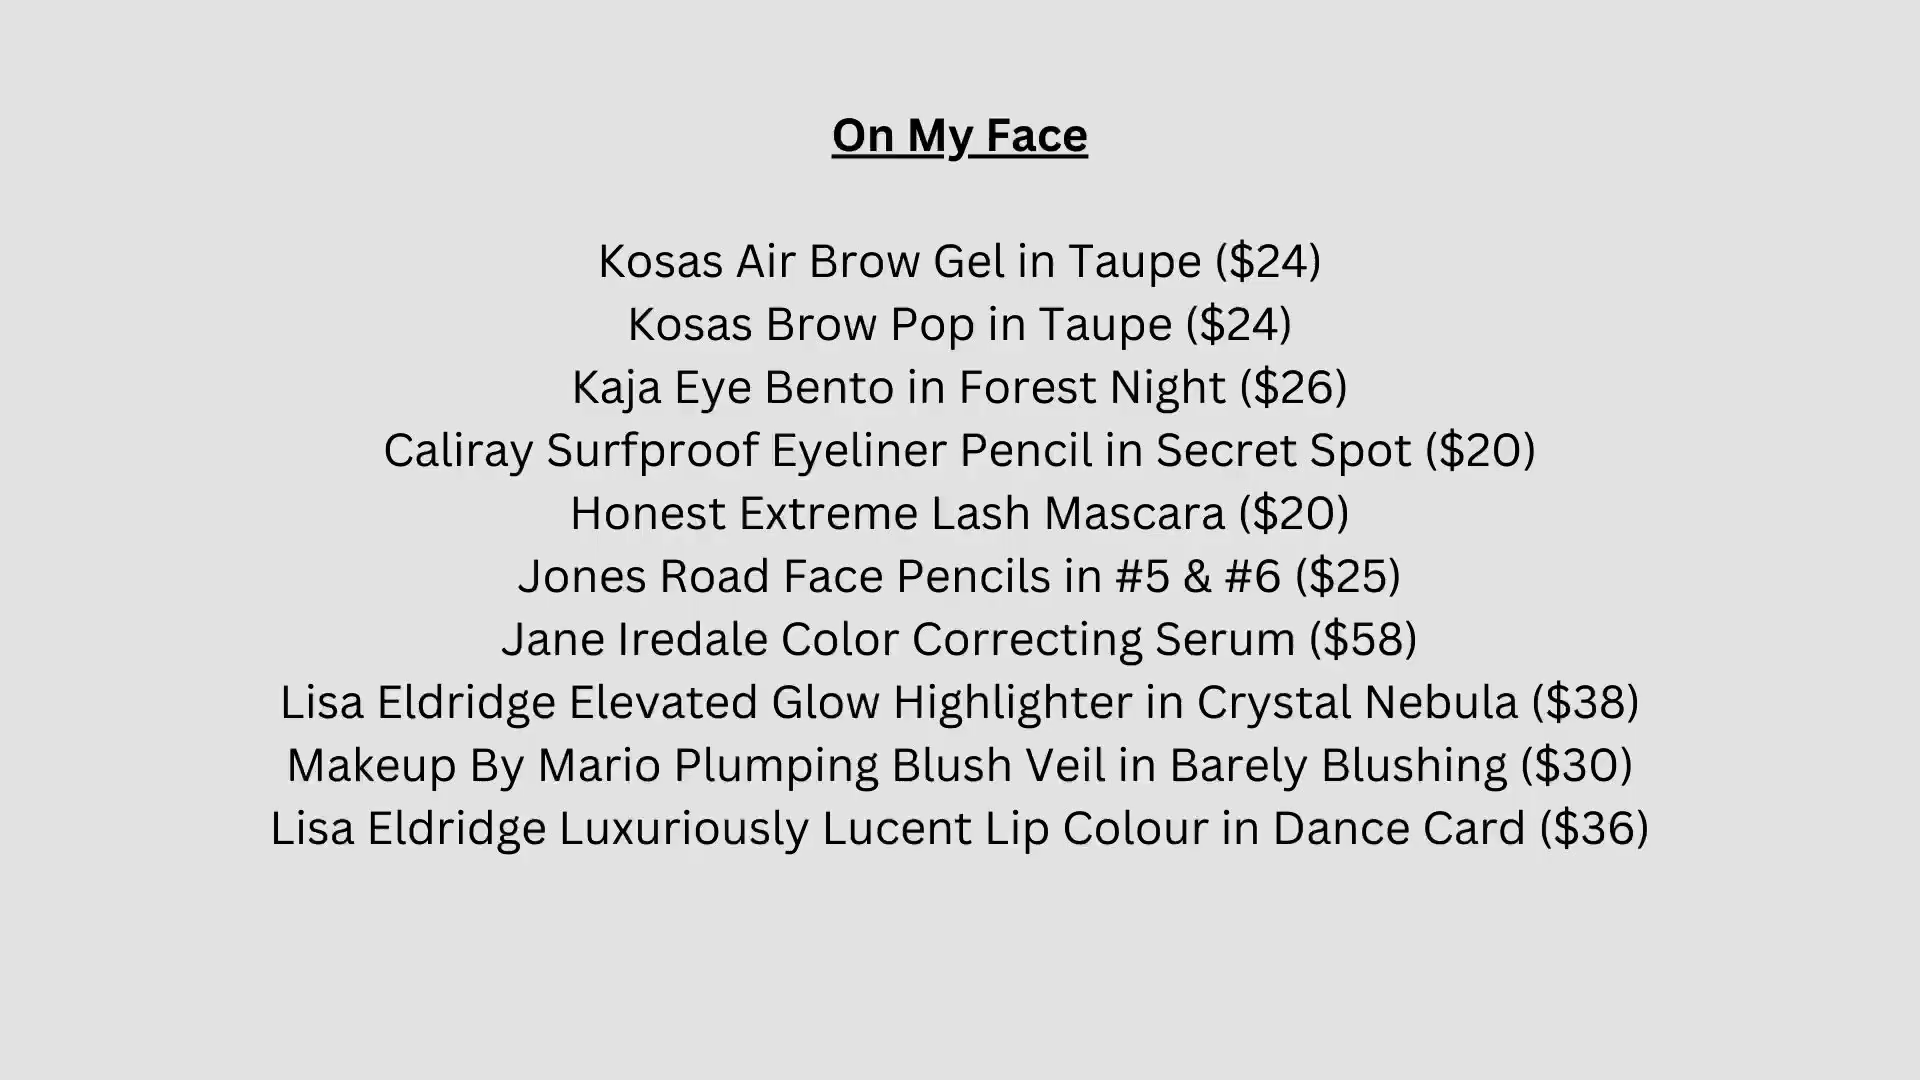 On My Face
Kosas Air Brow Gel in Taupe ($24)
Kosas Brow Pop in Taupe ($24)
Kaja Eye Bento in Forest Night ($26)
Caliray Surfproof Eyeliner Pencil in Secret Spot ($20)
Honest Extreme Lash Mascara ($20)
Jones Road Face Pencils in #5 & #6 ($25)
Jane Iredale Color Correcting Serum ($58)
Lisa Eldridge Elevated Glow Highlighter in Crystal Nebula ($38)
Makeup By Mario Plumping Blush Veil in Barely Blushing ($30)
Lisa Eldridge Luxuriously Lucent Lip Colour in Dance Card ($36)